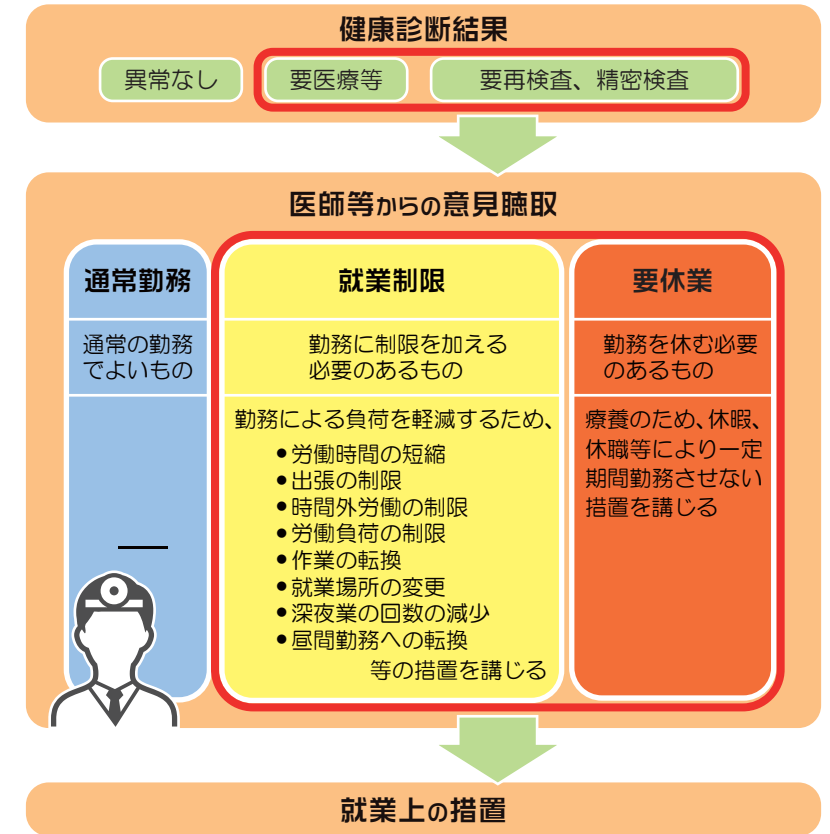 健康診断結果
異常なし
要医療等
要再検査、精密検査
医師等からの意見聴取
通常勤務
就業制限
要休業
通常の勤務
でよいもの
勤務に制限を加える
必要のあるもの
勤務を休む必要
のあるもの
勤務による負荷を軽減するため、
●労働時間の短縮
●出張の制限
●時間外労働の制限
●労働負荷の制限
●作業の転換
●就業場所の変更
●深夜業の回数の減少
●昼間勤務への転換
等の措置を講じる
療養のため、休暇、
休職等により一定
期間勤務させない
措置を講じる
就業上の措置